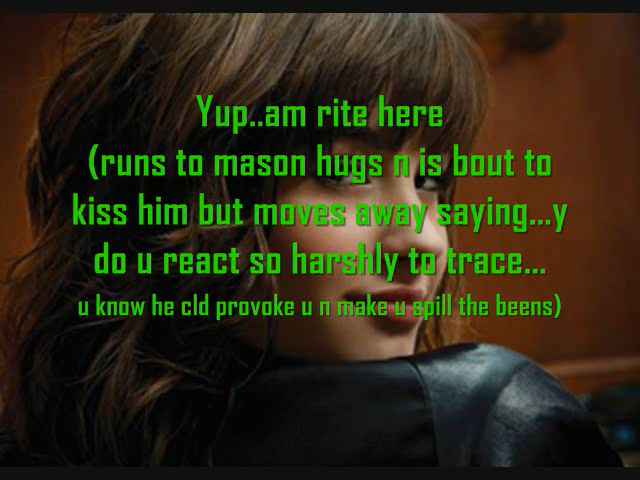 Yup..am rite here
(runs to mason hugs n is bout to
kiss him but moves away saying...y
do u react so harshly to trace...
u know he cld provoke u n make u spill the beens)